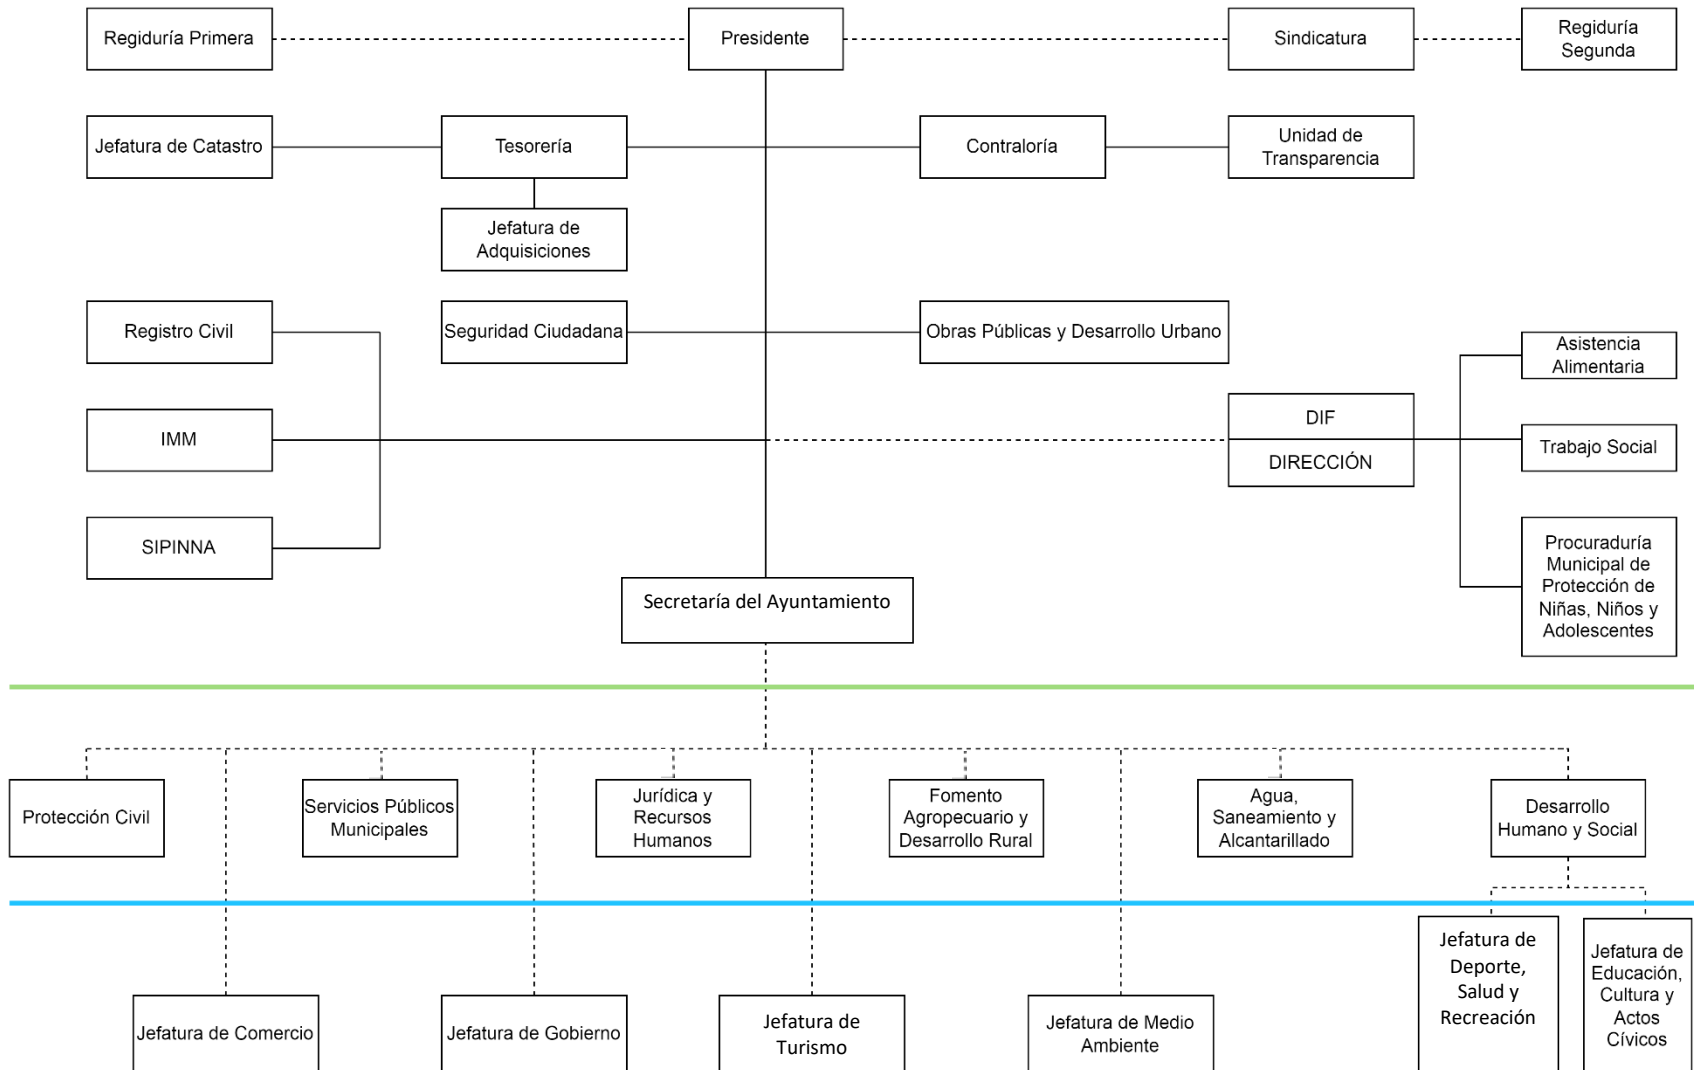 Regiduría Primera
Presidente
Sindicatura
Regiduría
Segunda
Jefatura de Catastro
Tesorería
Contraloría
Unidad de
Transparencia
Jefatura de
Adquisiciones
Registro Civil
Seguridad Ciudadana
Obras Públicas y Desarrollo Urbano
Asistencia
Alimentaria
IMM
DIF
DIRECCIÓN
Trabajo Social
SIPINNA
Procuraduría
Municipal de
Protección de
Niñas, Niños y
Adolescentes
Secretaría del Ayuntamiento
Protección Civil
Servicios Públicos
Municipales
Jurídica y
Recursos
Humanos
Fomento
Agropecuario y
Desarrollo Rural
Agua,
Saneamiento y
Alcantarillado
Desarrollo
Humano y Social
Jefatura de Comercio
Jefatura de Gobierno
Jefatura de
Turismo
Jefatura de Medio
Ambiente
Jefatura de
Deporte,
Salud y
Recreación
Jefatura de
Educación,
Cultura y
Actos
Cívicos